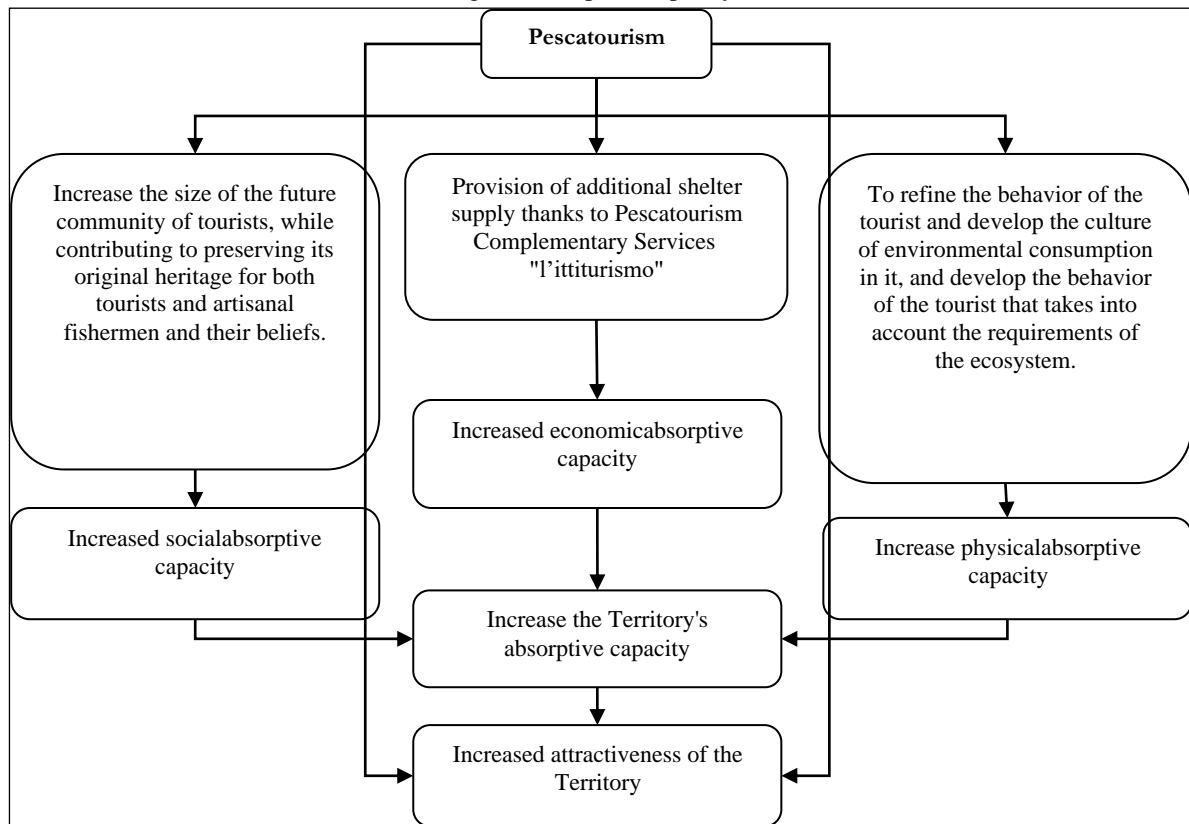 Pescatourism
Increase the size of the future
community of tourists, while
contributing to preserving its
original heritage for both
tourists and artisanal
fishermen and their beliefs.
Provision of additional shelter
supply thanks to Pescatourism
Complementary Services
"l’ittiturismo"
To refine the behavior of the
tourist and develop the culture
of environmental consumption
in it, and develop the behavior
of the tourist that takes into
account the requirements of
the ecosystem.
Increased economicabsorptive
capacity
Increased socialabsorptive
capacity
Increase physicalabsorptive
capacity
Increase the Territory's
absorptive capacity
Increased attractiveness of the
Territory